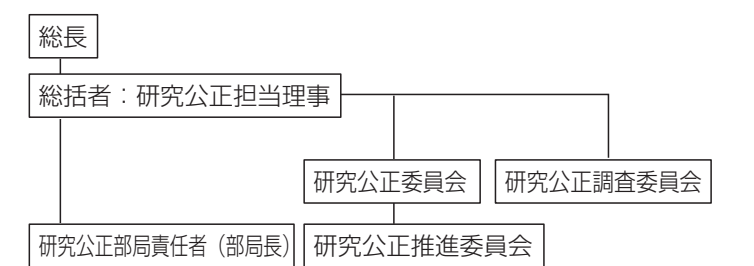 総長
総括者：研究公正担当理事
研究公正委員会
研究公正調査委員会
研究公正部局責任者（部局長）
研究公正推進委員会